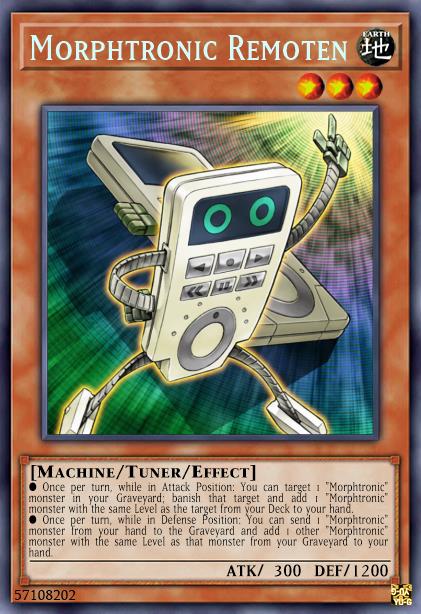 MORPHTRONIC REMOTEN
EARTH
地
[MACHINE/TUNER/EFFECT]
● Once per turn, while in Attack Position: You can target 1 "Morphtronic"
monster in your Graveyard; banish that target and add 1 "Morphtronic"
monster with the same Level as the target from your Deck to your hand.
● Once per turn, while in Defense Position: You can send 1 "Morphtronic"
monster from your hand to the Graveyard and add 1 other "Morphtronic"
monster with the same Level as that monster from your Graveyard to your
hand.
ATK/ 300 DEF/1200
57108202